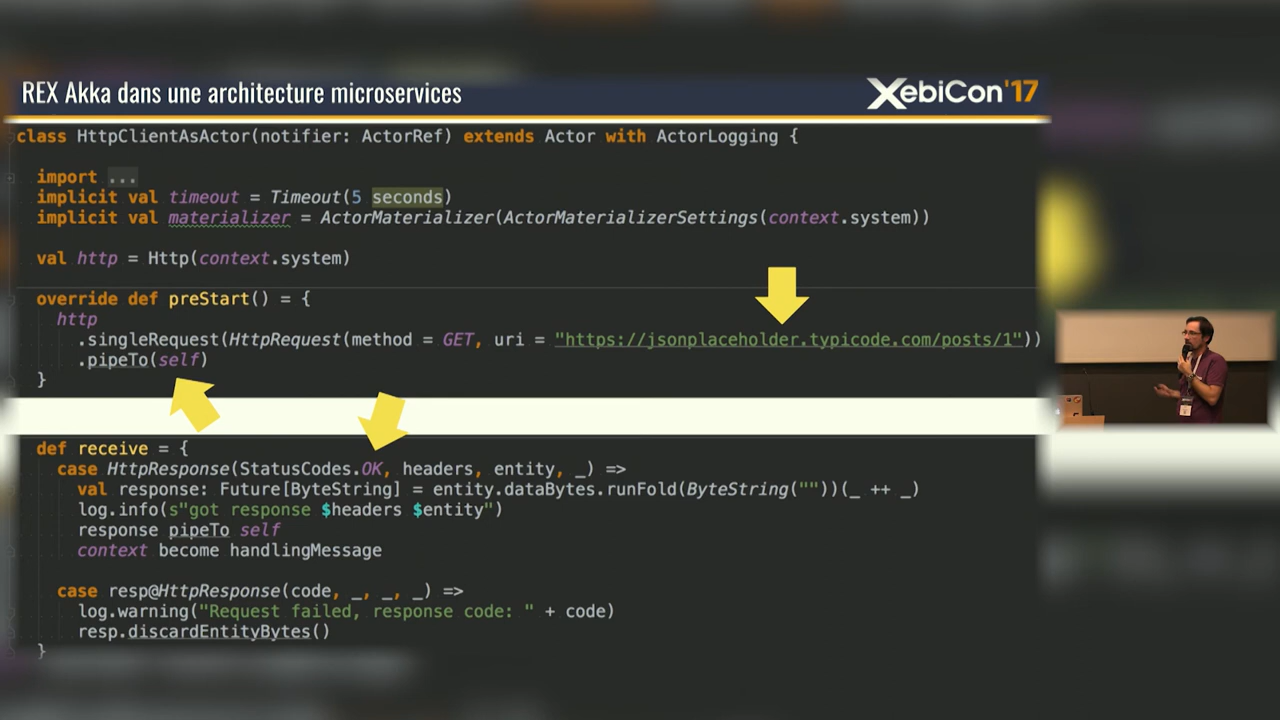 REX Akka dans une architecture microservices
XebiCon'17
class HttpClientAsActor(notifier: ActorRef) extends Actor with ActorLogging {
import ...
implicit val timeout = Timeout(5 seconds)
implicit val materializer = ActorMaterializer(ActorMaterializerSettings(context.system))
val http = Http(context.system)
override def preStart() = {
http
.singleRequest(HttpRequest(method = GET, uri = "https://jsonplaceholder.typicode.com/posts/1"))
.pipeTo(self)
}
def receive = {
case HttpResponse(StatusCodes.OK, headers, entity, _) =>
val response: Future[ByteString] = entity.dataBytes.runFold(ByteString(""))(_ ++ _)
log.info(s"got response $headers $entity")
response pipeTo self
context become handlingMessage
case resp@HttpResponse(code, _, _, _) =>
log.warning("Request failed, response code: " + code)
resp.discardEntityBytes()
}